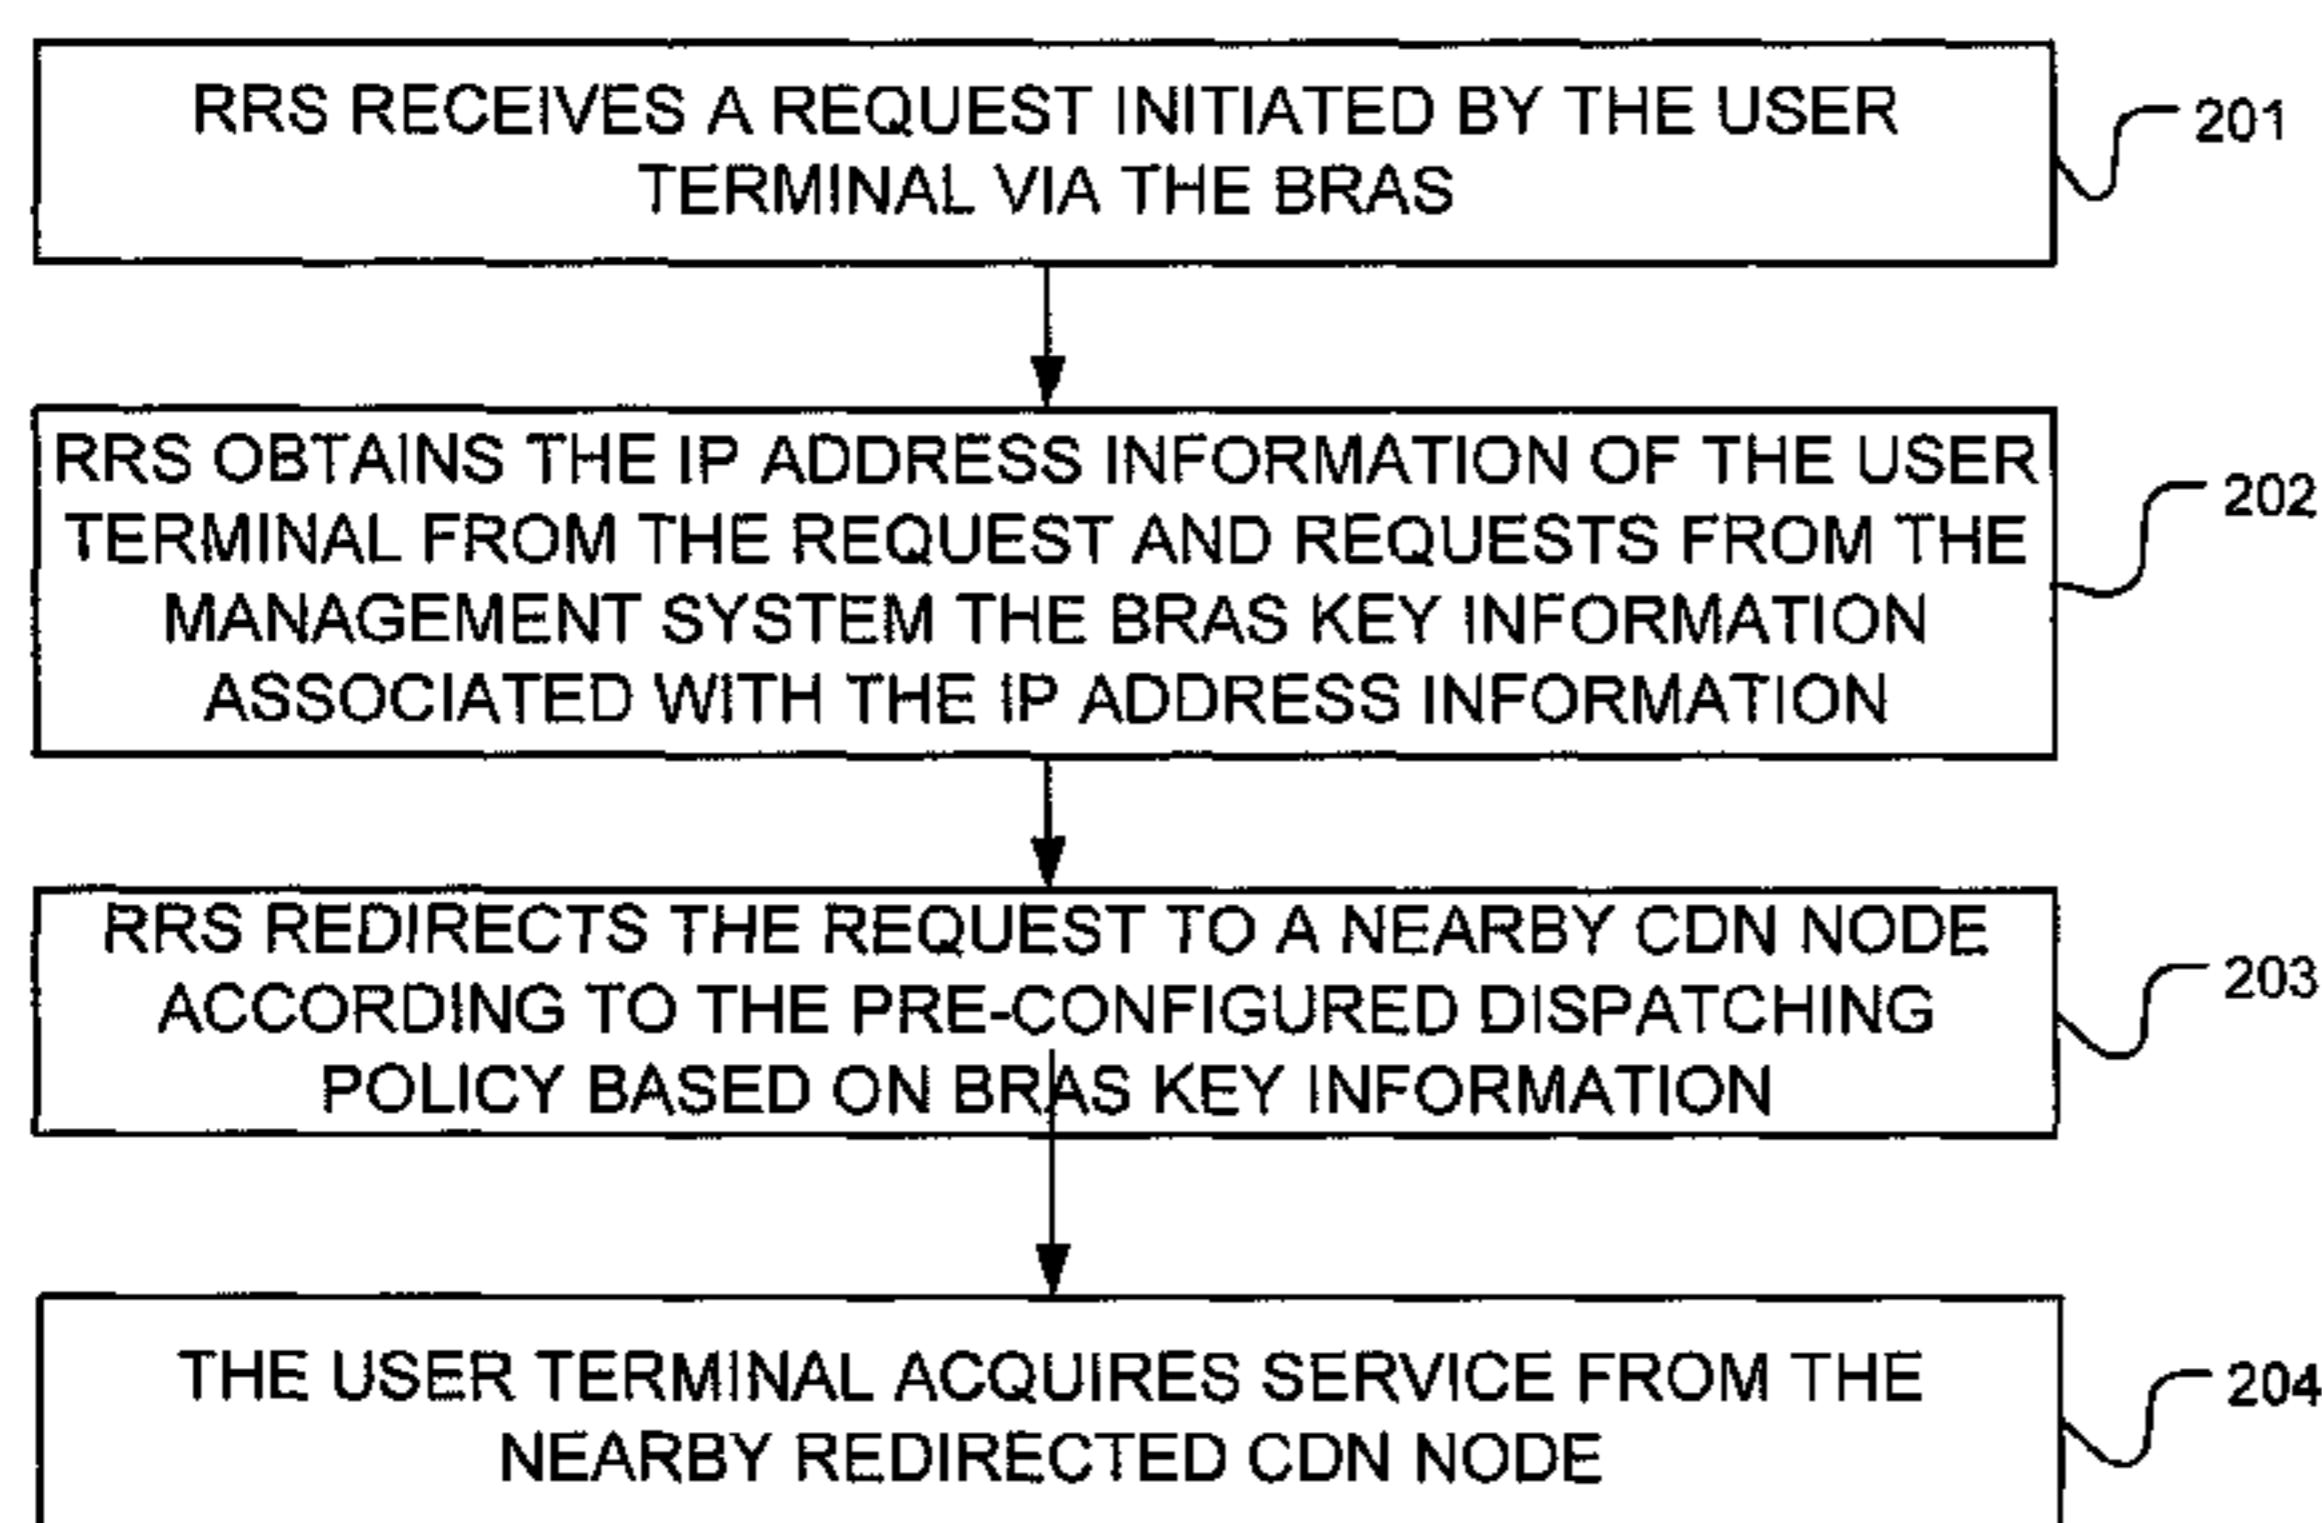 RRS RECEIVES A REQUEST INITIATED BY THE USER
TERMINAL VIA THE BRAS
201
RRS OBTAINS THE IP ADDRESS INFORMATION OF THE USER
TERMINAL FROM THE REQUEST AND REQUESTS FROM THE
MANAGEMENT SYSTEM THE BRAS KEY INFORMATION
ASSOCIATED WITH THE IP ADDRESS INFORMATION
202
RRS REDIRECTS THE REQUEST TO A NEARBY CDN NODE
ACCORDING TO THE PRE-CONFIGURED DISPATCHING
POLICY BASED ON BRAS KEY INFORMATION
203
THE USER TERMINAL ACQUIRES SERVICE FROM THE
NEARBY REDIRECTED CDN NODE
204